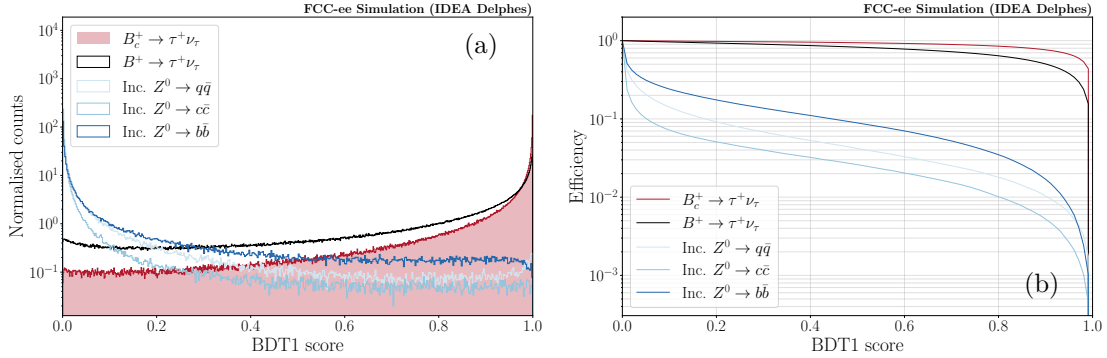 FCC-ee Simulation (IDEA Delphes)
(a)
Normalised counts
10^4
10^3
10^2
10^1
10^0
10^{-1}
B_c^+ → τ^+ν_τ
B^+ → τ^+ν_τ
Inc. Z^0 → qq̄
Inc. Z^0 → cc̄
Inc. Z^0 → bb̄
0.0 0.2 0.4 0.6 0.8 1.0
BDT1 score
FCC-ee Simulation (IDEA Delphes)
Efficiency
10^0
10^{-1}
10^{-2}
10^{-3}
B_c^+ → τ^+ν_τ
B^+ → τ^+ν_τ
Inc. Z^0 → qq̄
Inc. Z^0 → cc̄
Inc. Z^0 → bb̄
(b)
0.0 0.2 0.4 0.6 0.8 1.0
BDT1 score